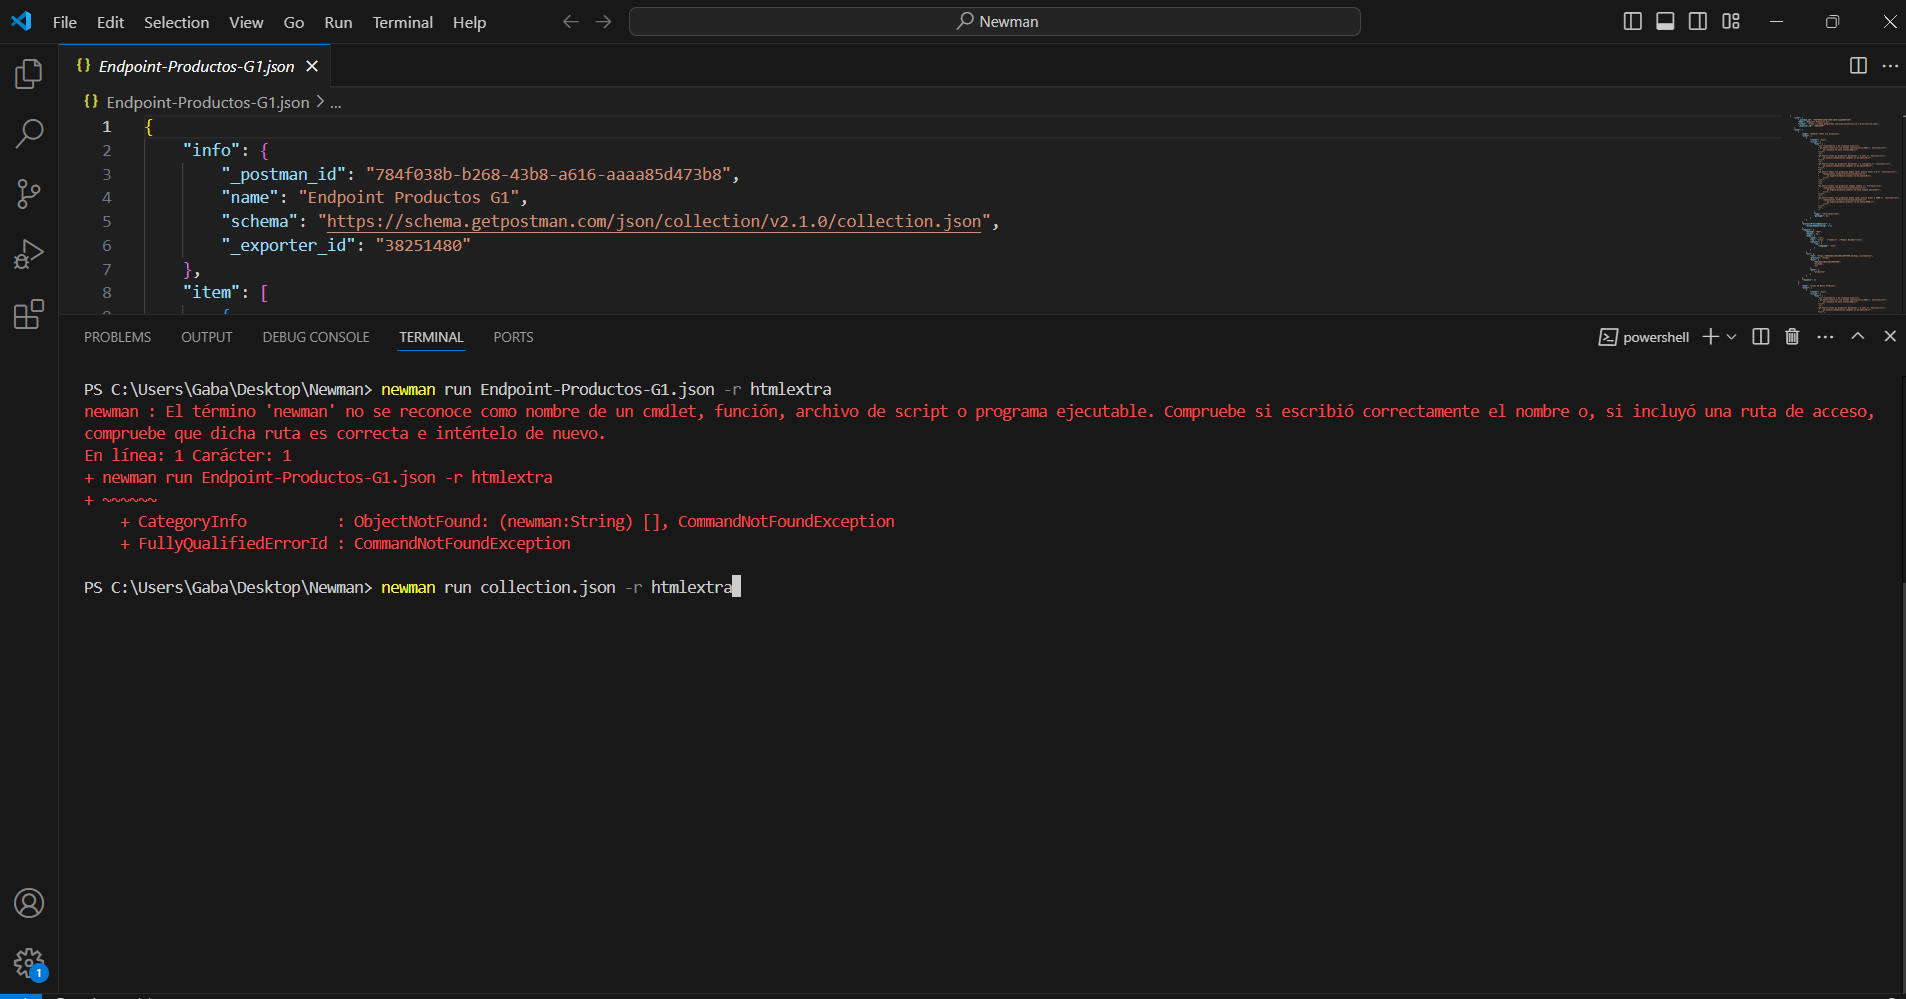 File Edit Selection View Go Run Terminal Help Newman
Endpoint-Productos-G1.json
Endpoint-Productos-G1.json > ...
1 {
2 "info": {
3 "_postman_id": "784f038b-b268-43b8-a616-aaaa85d473b8",
4 "name": "Endpoint Productos G1",
5 "schema": "https://schema.getpostman.com/json/collection/v2.1.0/collection.json",
6 "_exporter_id": "38251480"
7 },
8 "item": [
PROBLEMS OUTPUT DEBUG CONSOLE TERMINAL PORTS powershell
PS C:\Users\Gaba\Desktop\Newman> newman run Endpoint-Productos-G1.json -r htmlextra
newman : El término 'newman' no se reconoce como nombre de un cmdlet, función, archivo de script o programa ejecutable. Compruebe si escribió correctamente el nombre o, si incluyó una ruta de acceso,
compruebe que dicha ruta es correcta e inténtelo de nuevo.
En línea: 1 Carácter: 1
+ newman run Endpoint-Productos-G1.json -r htmlextra
+ ~~~~~~
+ CategoryInfo : ObjectNotFound: (newman:String) [], CommandNotFoundException
+ FullyQualifiedErrorId : CommandNotFoundException
PS C:\Users\Gaba\Desktop\Newman> newman run collection.json -r htmlextra
1